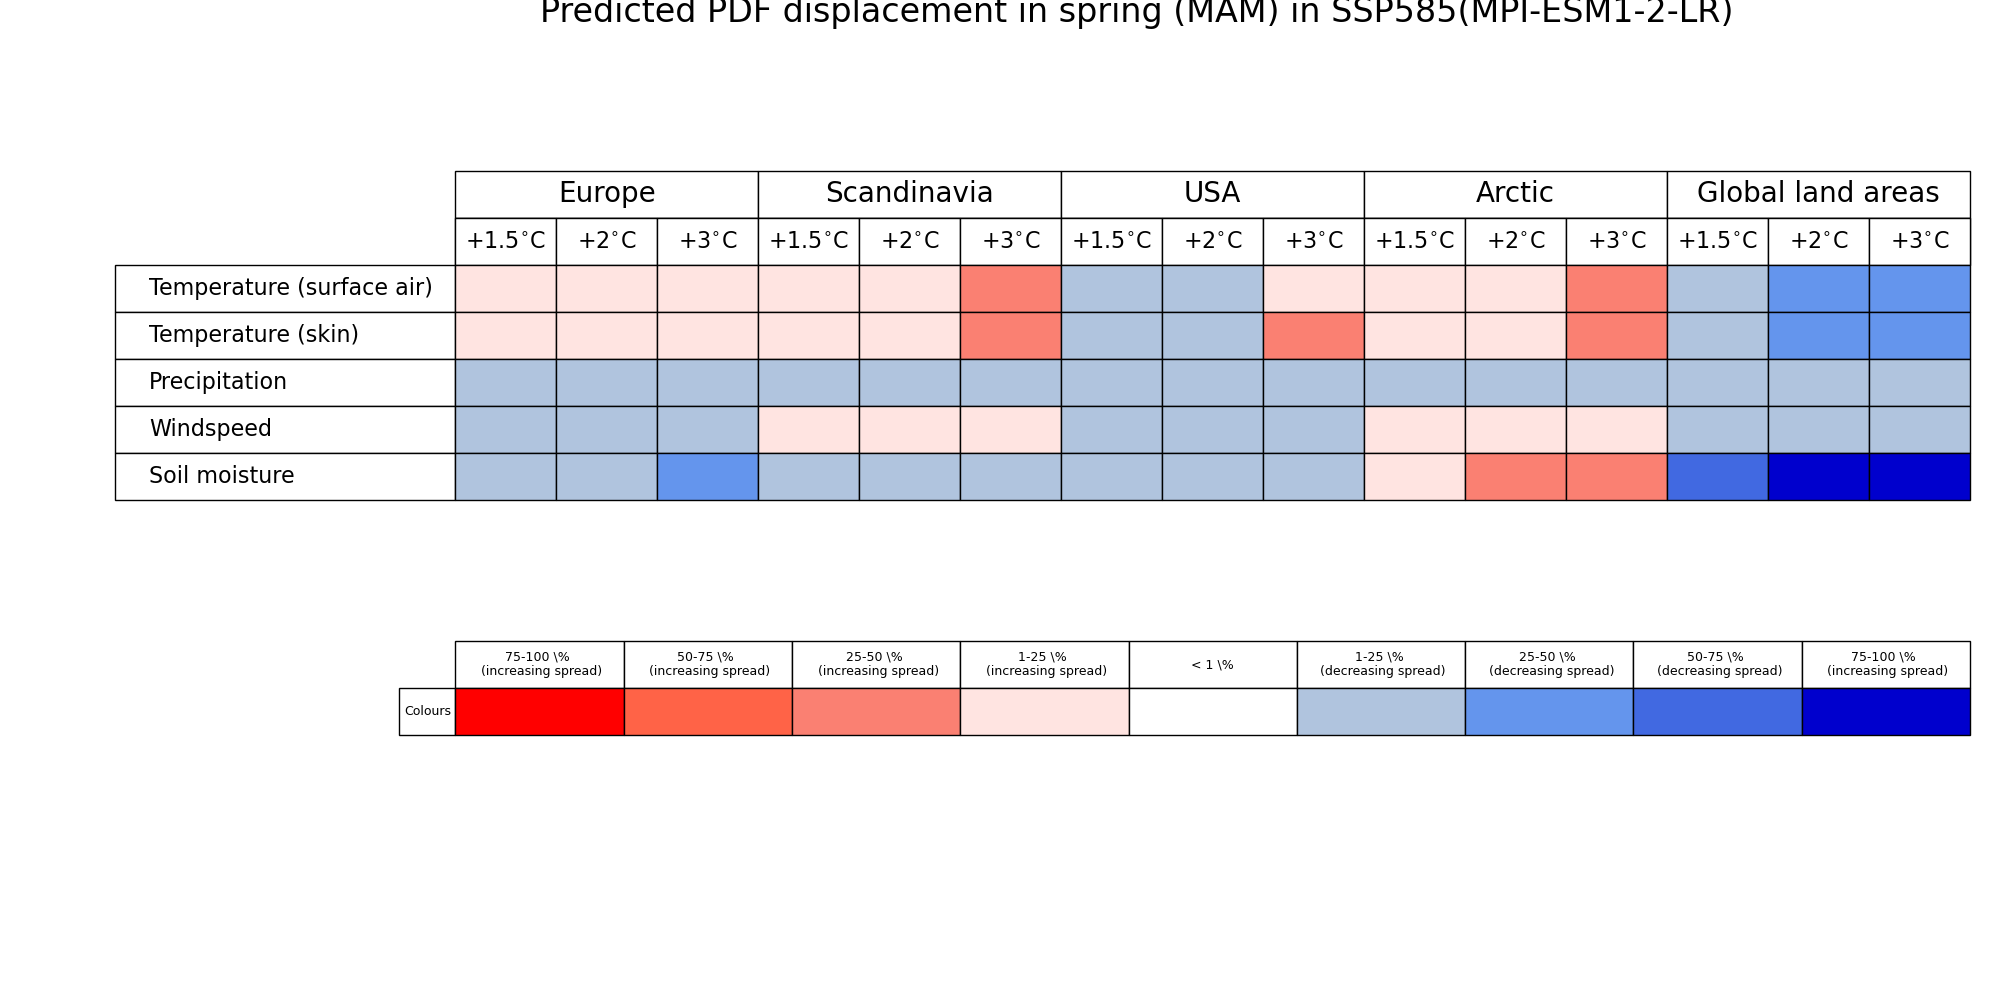 Predicted PDF displacement in spring (MAM) in SSP585(MPI-ESM1-2-LR)
Europe Scandinavia USA Arctic Global land areas
+1.5°C +2°C +3°C +1.5°C +2°C +3°C +1.5°C +2°C +3°C +1.5°C +2°C +3°C +1.5°C +2°C +3°C
Temperature (surface air)
Temperature (skin)
Precipitation
Windspeed
Soil moisture
75-100 \% 50-75 \% 25-50 \% 1-25 \% < 1 \% 1-25 \% 25-50 \% 50-75 \% 75-100 \%
(increasing spread) (increasing spread) (increasing spread) (increasing spread) (decreasing spread) (decreasing spread) (decreasing spread) (increasing spread)
Colours